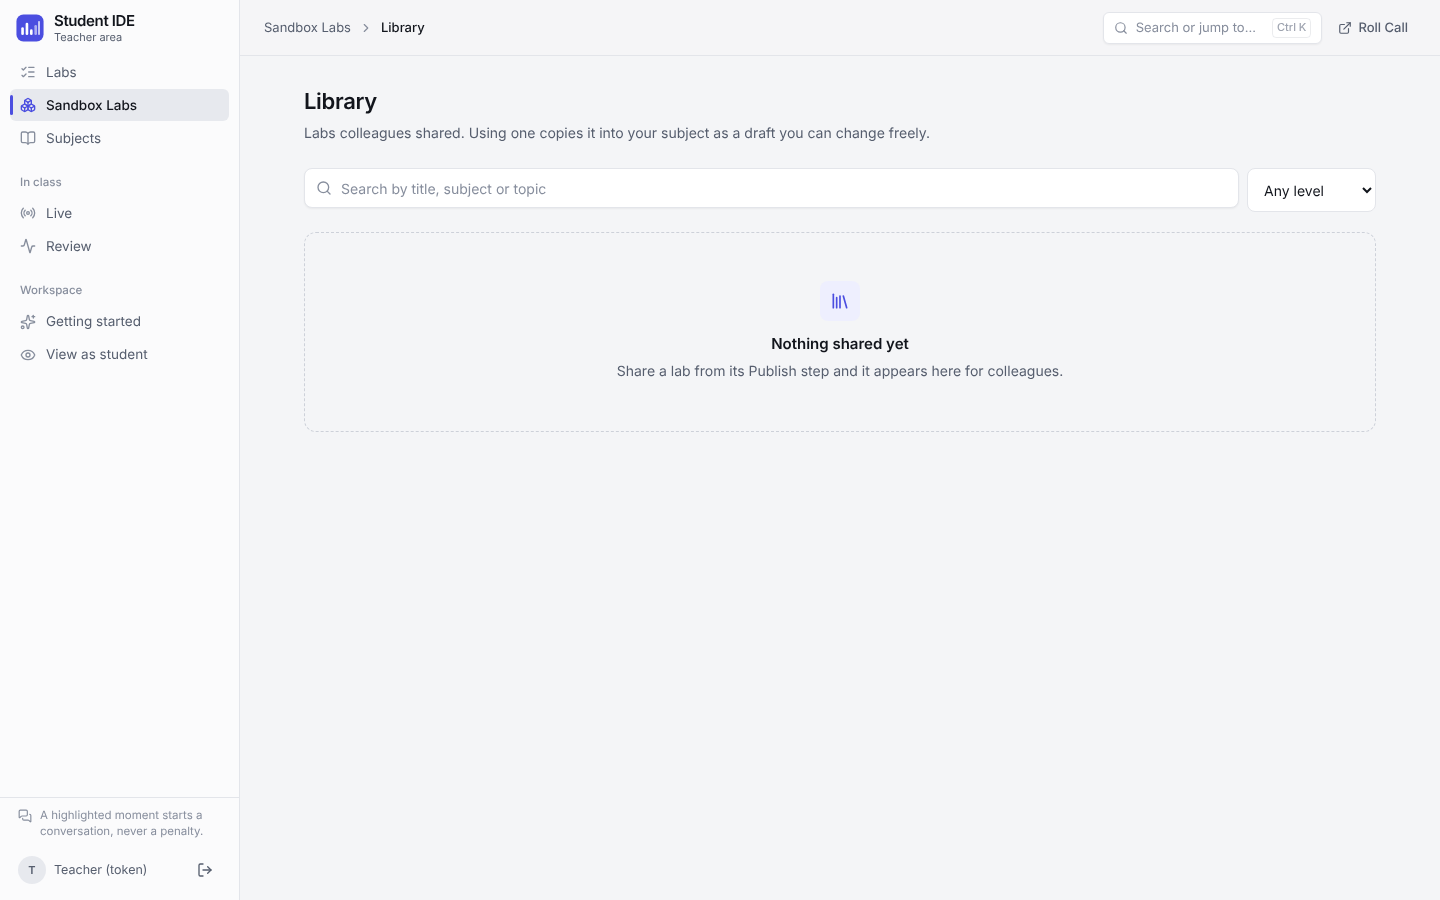 Student IDE
Teacher area
Labs
Sandbox Labs
Subjects
In class
Live
Review
Workspace
Getting started
View as student
A highlighted moment starts a
conversation, never a penalty.
T
Teacher (token)
Sandbox Labs
Library
Search or jump to...
Ctrl K
Roll Call
Library
Labs colleagues shared. Using one copies it into your subject as a draft you can change freely.
Search by title, subject or topic
Any level
Nothing shared yet
Share a lab from its Publish step and it appears here for colleagues.